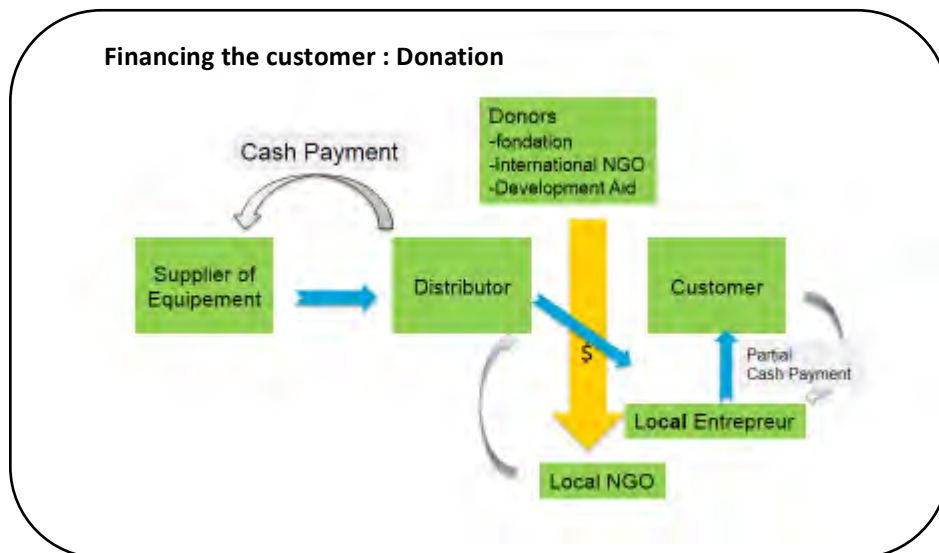 Financing the customer : Donation
Donors
-fondation
-International NGO
-Development Aid
Cash Payment
Supplier of
Equipement
Distributor
Customer
$
Partial
Cash Payment
Local Entrepreur
Local NGO